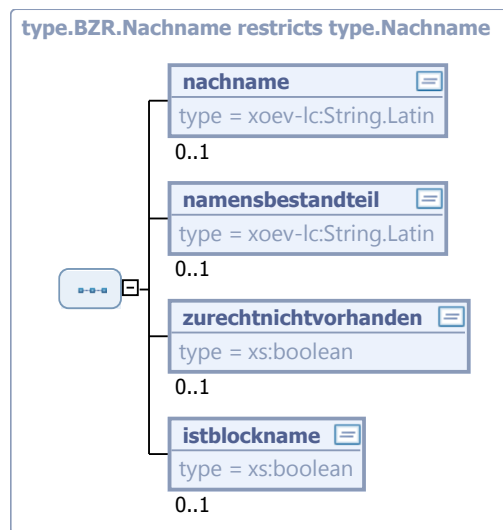 type.BZR.Nachname restricts type.Nachname
nachname
type = xoev-lc:String.Latin
0..1
namensbestandteil
type = xoev-lc:String.Latin
0..1
zurechtnichtvorhanden
type = xs:boolean
0..1
istblockname
type = xs:boolean
0..1